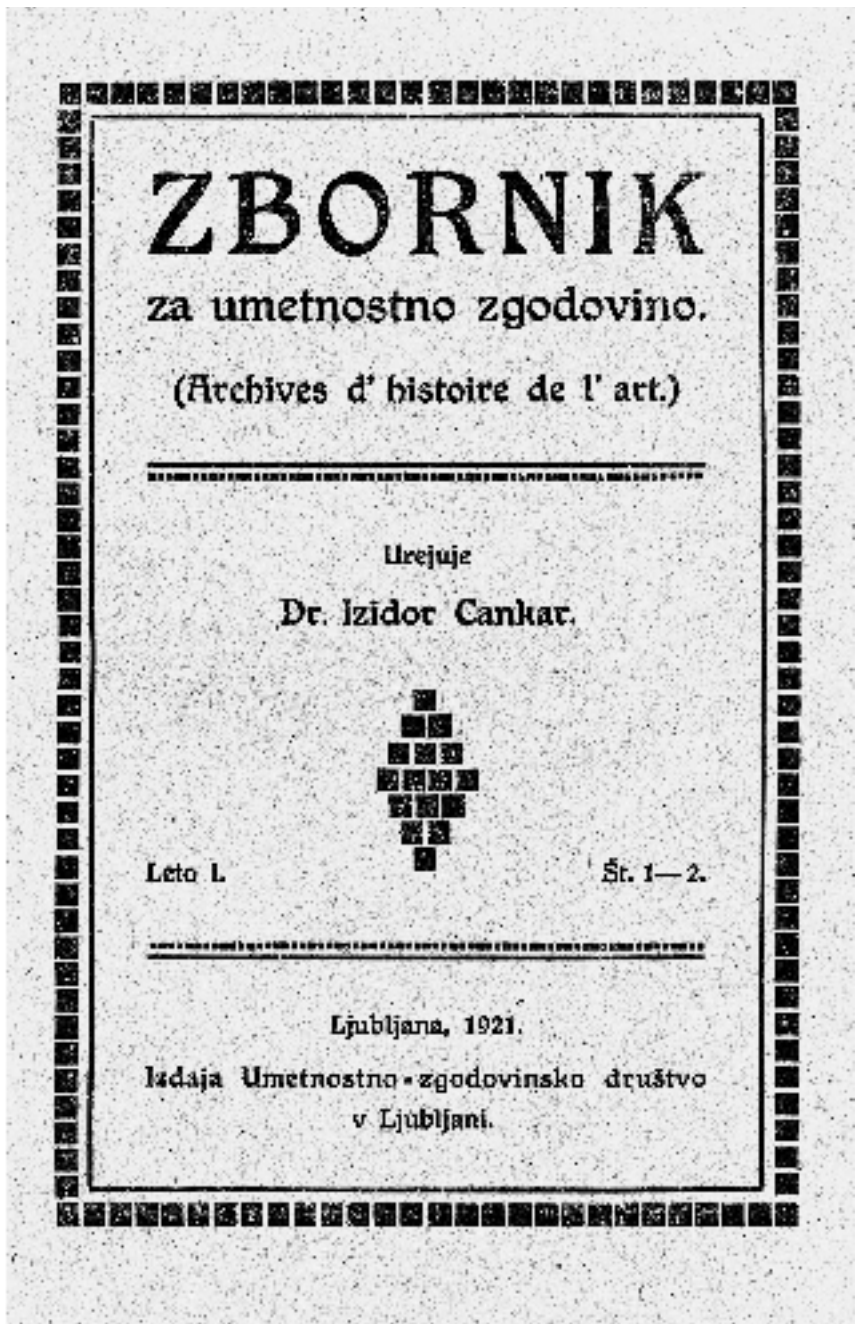 ZBORNIK
za umetnostno zgodovino.
(Archives d' histoire de l' art.)
Urejuje
Dr. Izidor Cankar.
Leto I.
Št. 1—2.
Ljubljana, 1921.
Izdaja Umetnostno-zgodovinsko društvo
v Ljubljani.